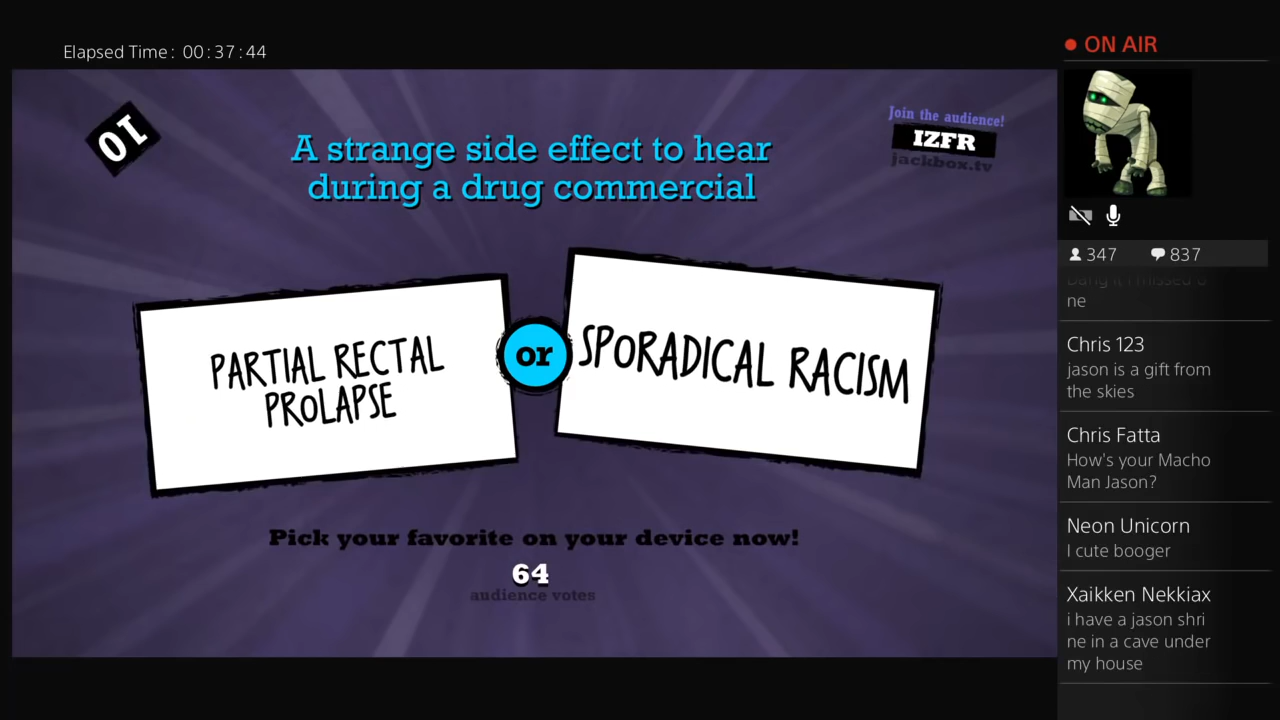 Elapsed Time: 00:37:44
ON AIR
10
A strange side effect to hear
during a drug commercial
Join the audience!
IZFR
jackbox.tv
PARTIAL RECTAL
PROLAPSE
or
SPORADICAL RACISM
Pick your favorite on your device now!
64
audience votes
347 837
ne
Chris 123
jason is a gift from
the skies
Chris Fatta
How's your Macho
Man Jason?
Neon Unicorn
I cute booger
Xaikken Nekkiax
i have a jason shri
ne in a cave under
my house